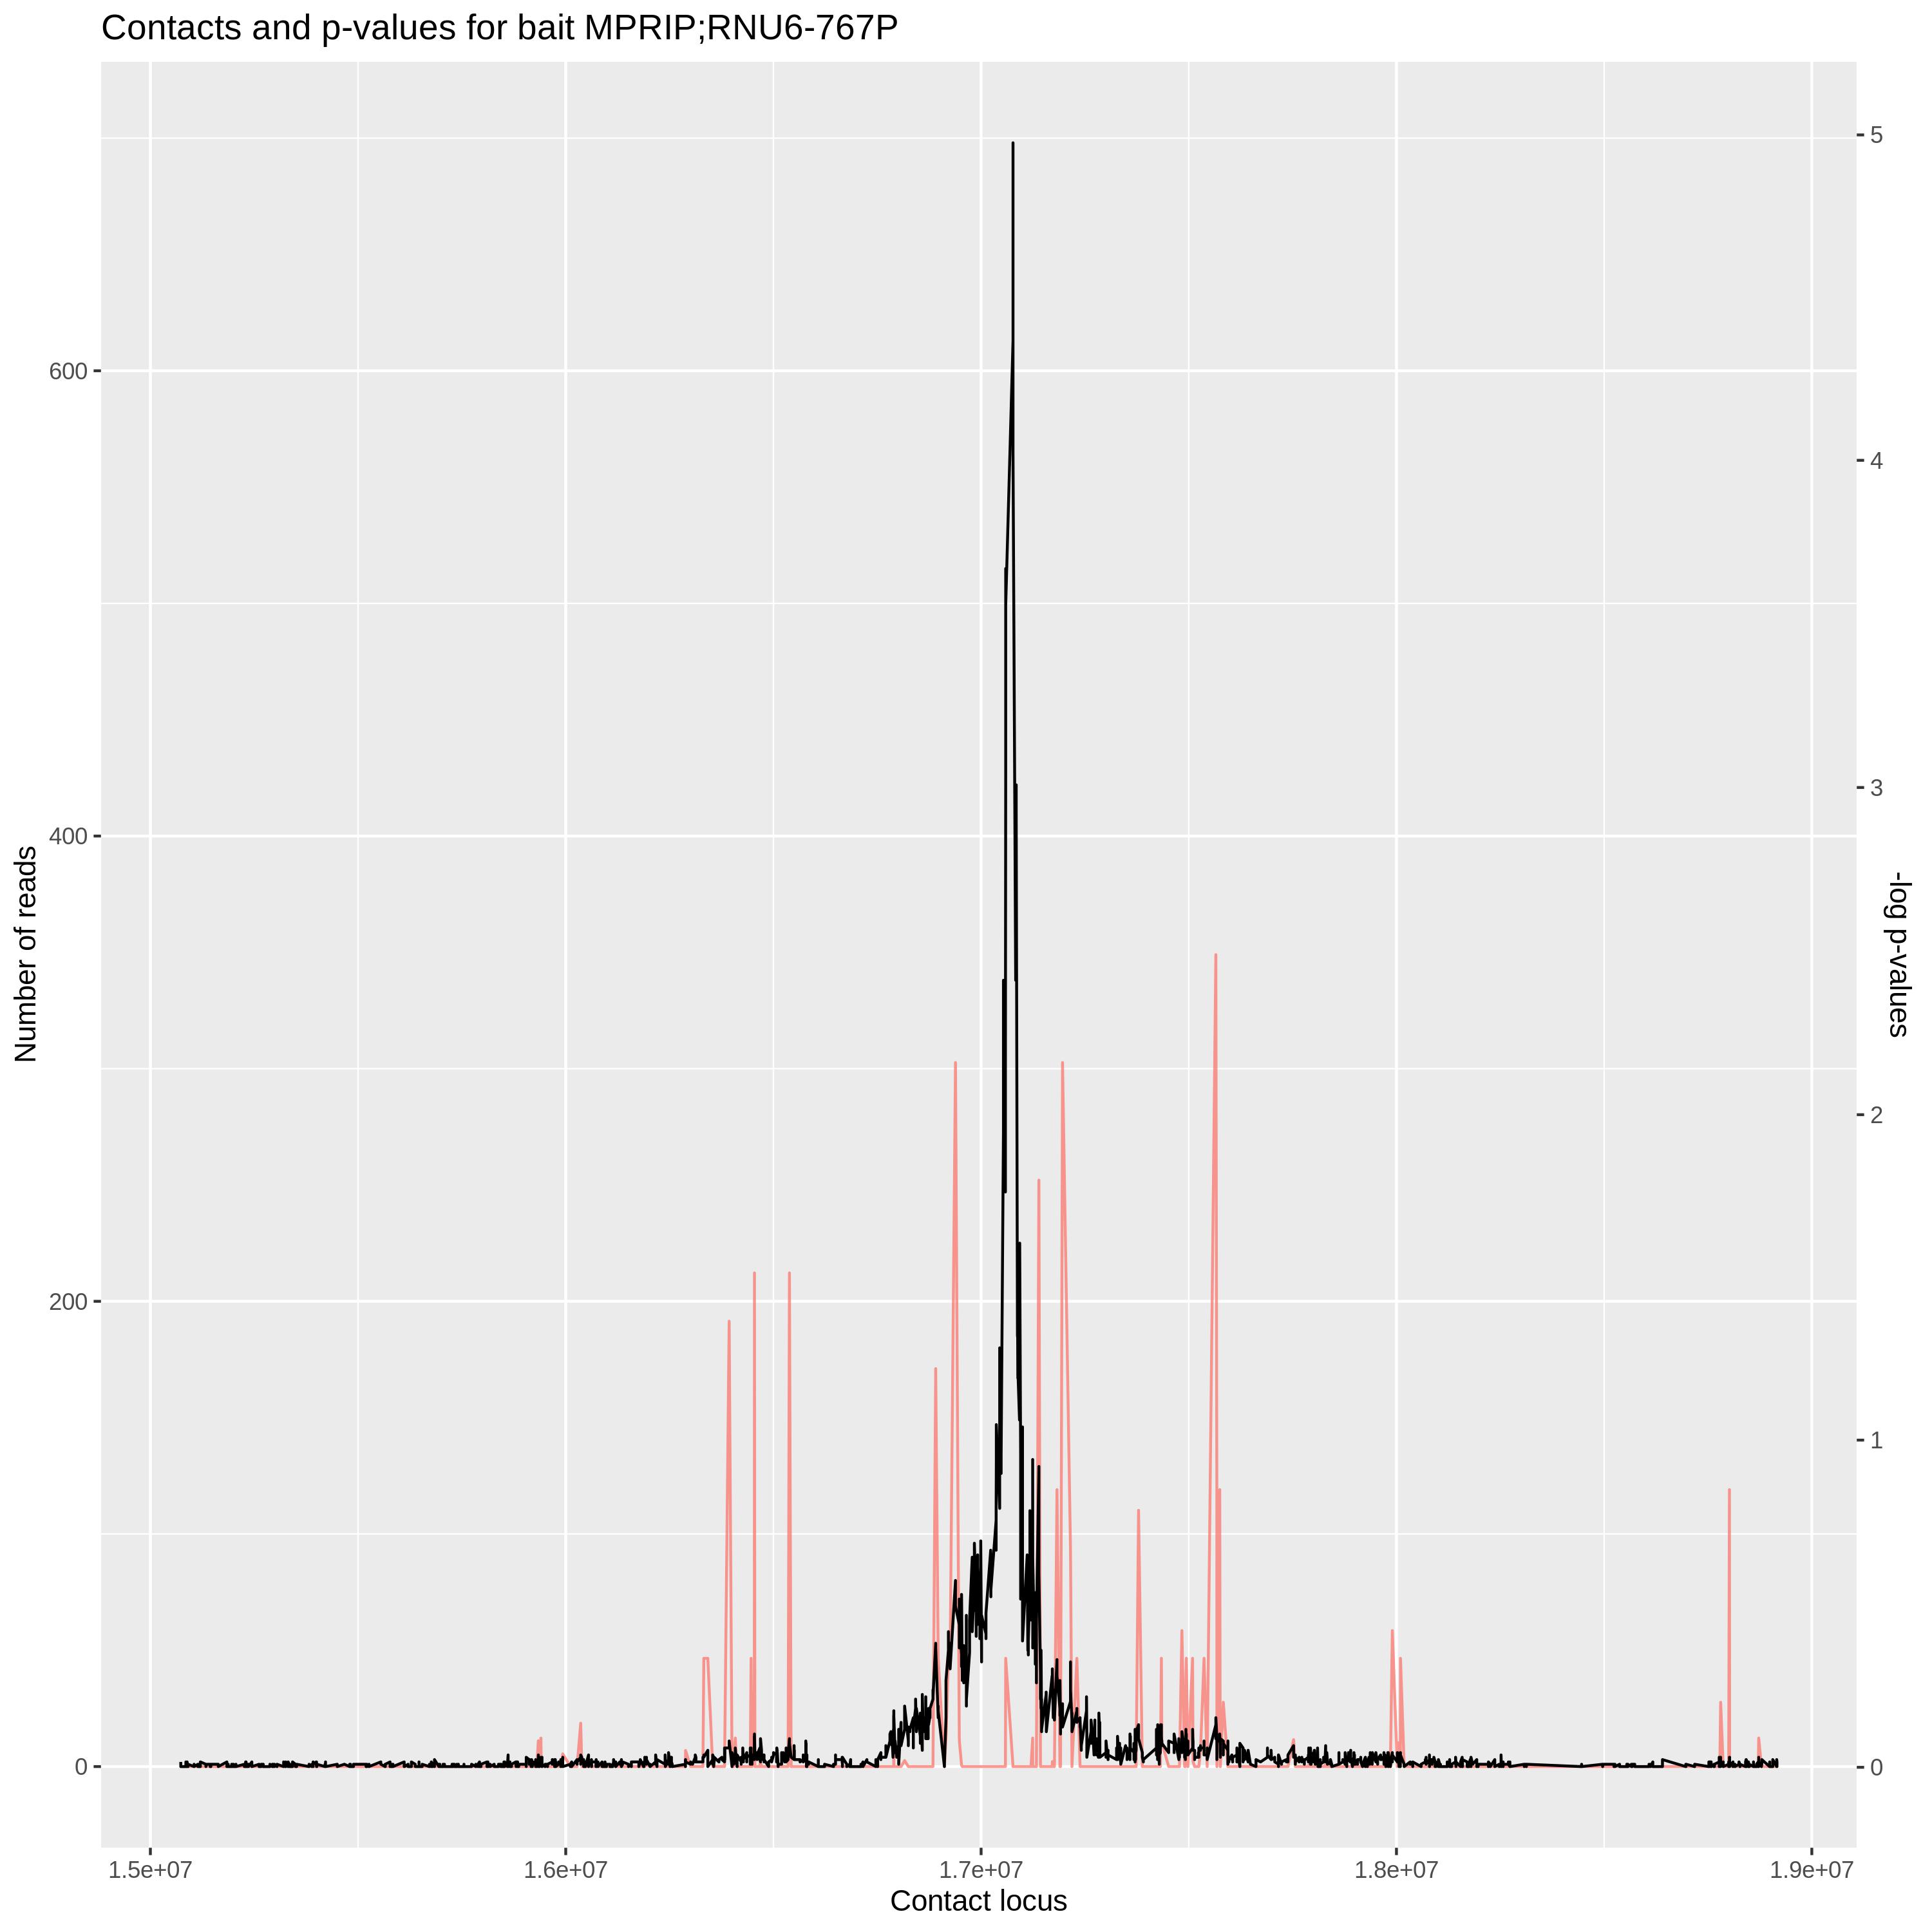 Contacts and p-values for bait MPRIP;RNU6-767P
Number of reads
600
400
200
0
5
4
3
2
1
0
-log p-values
1.5e+07
1.6e+07
1.7e+07
1.8e+07
1.9e+07
Contact locus